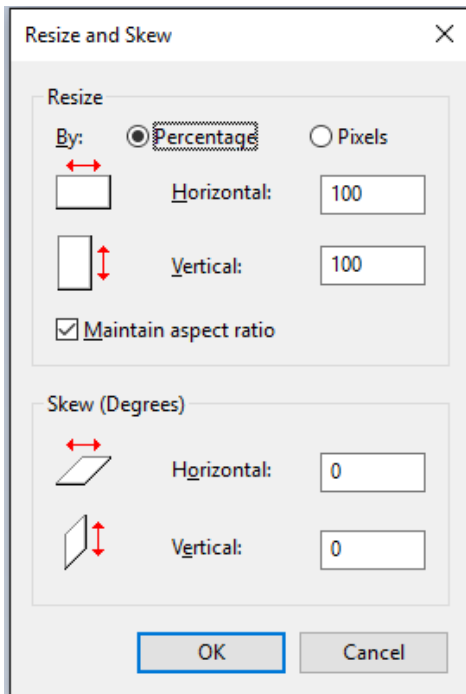 Resize and Skew
Resize
By: Percentage Pixels
Horizontal: 100
Vertical: 100
Maintain aspect ratio
Skew (Degrees)
Horizontal: 0
Vertical: 0
OK Cancel